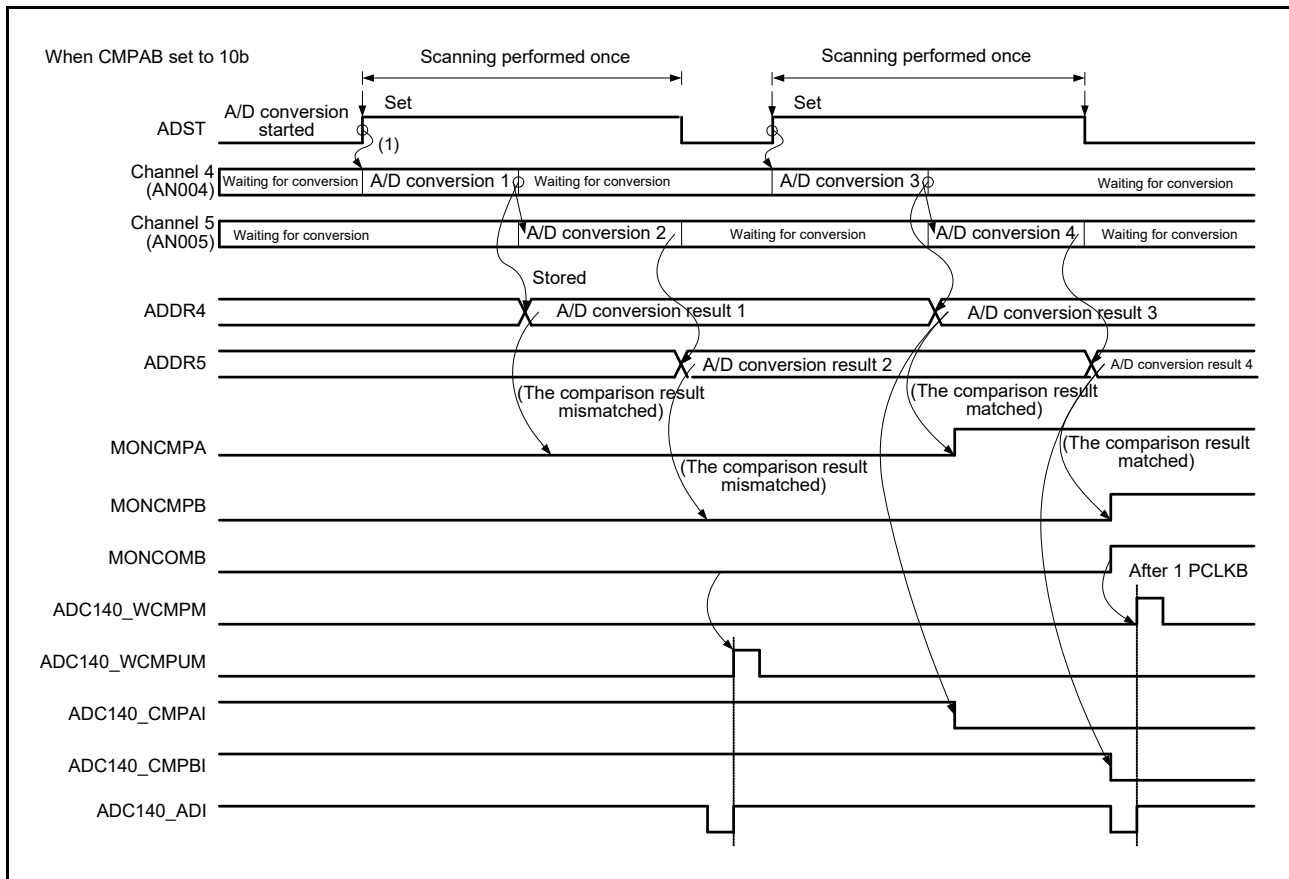 When CMPAB set to 10b
Scanning performed once
Scanning performed once
ADST
A/D conversion
started
Set
Set
(1)
Channel 4
(AN004)
Waiting for conversion
A/D conversion 1
Waiting for conversion
A/D conversion 3
Waiting for conversion
Channel 5
(AN005)
Waiting for conversion
A/D conversion 2
Waiting for conversion
A/D conversion 4
Waiting for conversion
Stored
ADDR4
A/D conversion result 1
A/D conversion result 3
ADDR5
A/D conversion result 2
A/D conversion result 4
(The comparison result
mismatched)
(The comparison result
matched)
MONCMPA
(The comparison result
mismatched)
(The comparison result
matched)
MONCMPB
MONCOMB
After 1 PCLKB
ADC140_WCMPM
ADC140_WCMPUM
ADC140_CMPAI
ADC140_CMPBI
ADC140_ADI